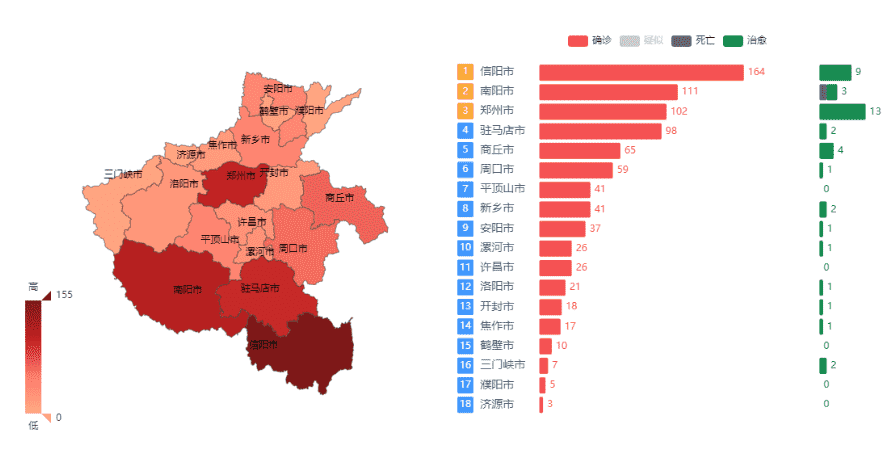 确诊 疑似 死亡 治愈
安阳市
鹤壁市 濮阳市
新乡市
焦作市
济源市
三门峡市
洛阳市 郑州市 开封市
商丘市
许昌市
平顶山市 周口市
漯河市
南阳市 驻马店市
信阳市
高
155
0
低
1 信阳市 164 9
2 南阳市 111 3
3 郑州市 102 13
4 驻马店市 98 2
5 商丘市 65 4
6 周口市 59 1
7 平顶山市 41 0
8 新乡市 41 2
9 安阳市 37 1
10 漯河市 26 1
11 许昌市 26 0
12 洛阳市 21 1
13 开封市 18 1
14 焦作市 17 1
15 鹤壁市 10 0
16 三门峡市 7 2
17 濮阳市 5 0
18 济源市 3 0